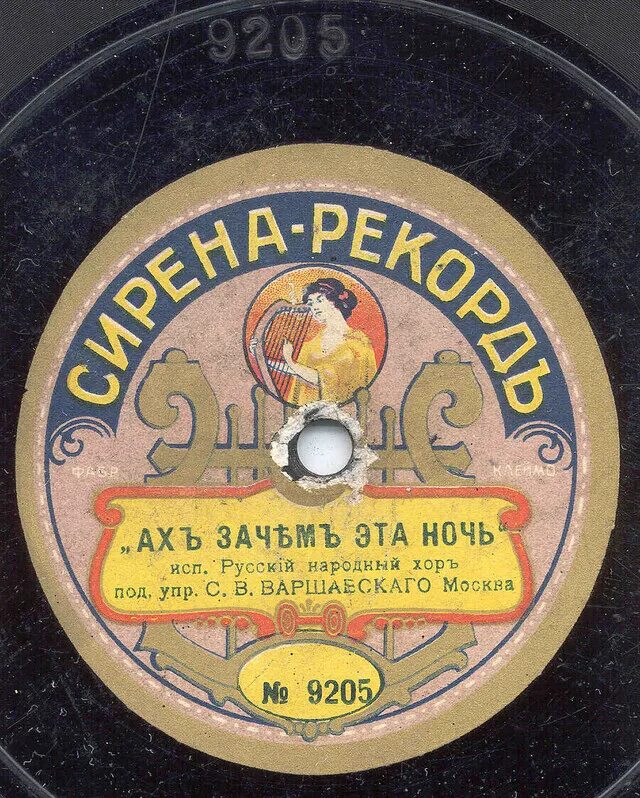 9205
СИРЕНА-РЕКОРДЪ
ФАБР КЛЕЙМО
„АХЪ ЗАЧѢМЪ ЭТА НОЧЬ“
исп. Русскій народный хоръ
под. упр. С. В. ВАРШАВСКАГО Москва
№ 9205